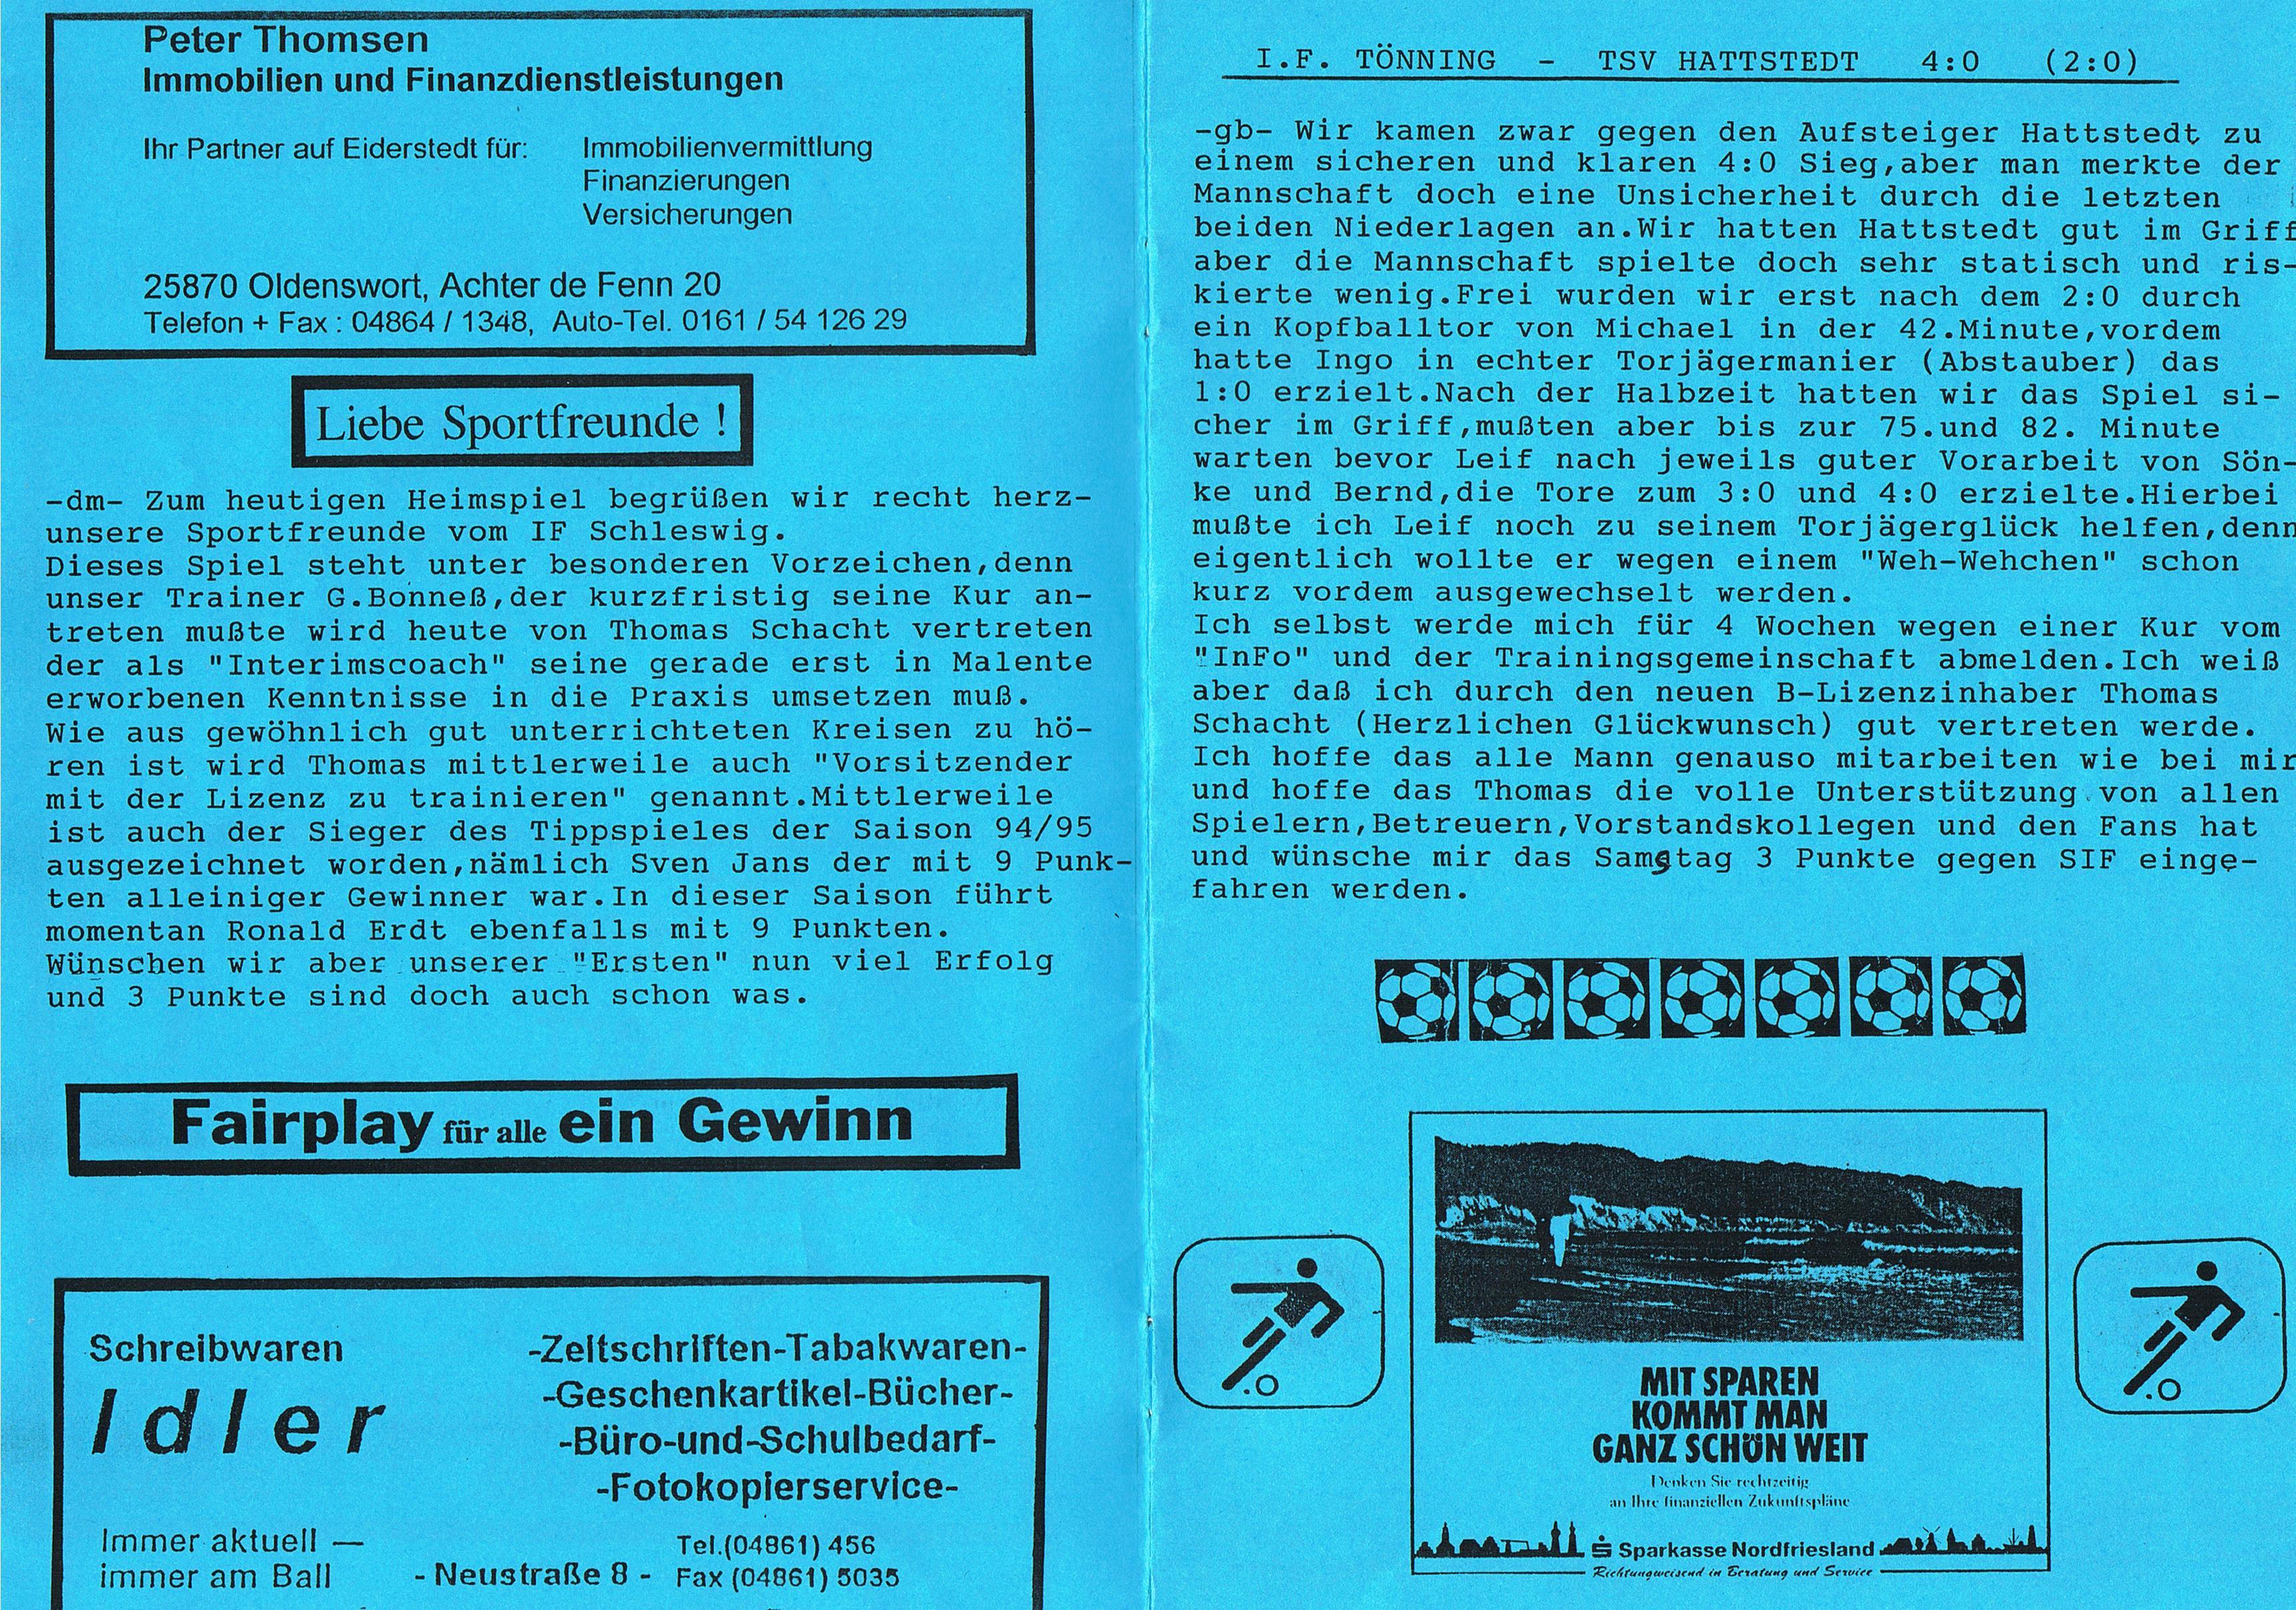 Peter Thomsen
Immobilien und Finanzdienstleistungen
Ihr Partner auf Eiderstedt für: Immobilienvermittlung
Finanzierungen
Versicherungen
25870 Oldenswort, Achter de Fenn 20
Telefon + Fax : 04864 / 1348, Auto-Tel. 0161 / 54 126 29
Liebe Sportfreunde !
-dm- Zum heutigen Heimspiel begrüßen wir recht herz-
unsere Sportfreunde vom IF Schleswig.
Dieses Spiel steht unter besonderen Vorzeichen,denn
unser Trainer G.Bonneß,der kurzfristig seine Kur an-
treten mußte wird heute von Thomas Schacht vertreten
der als "Interimscoach" seine gerade erst in Malente
erworbenen Kenntnisse in die Praxis umsetzen muß.
Wie aus gewöhnlich gut unterrichteten Kreisen zu hö-
ren ist wird Thomas mittlerweile auch "Vorsitzender
mit der Lizenz zu trainieren" genannt.Mittlerweile
ist auch der Sieger des Tippspieles der Saison 94/95
ausgezeichnet worden,nämlich Sven Jans der mit 9 Punk-
ten alleiniger Gewinner war.In dieser Saison führt
momentan Ronald Erdt ebenfalls mit 9 Punkten.
Wünschen wir aber unserer "Ersten" nun viel Erfolg
und 3 Punkte sind doch auch schon was.
Fairplay für alle ein Gewinn
Schreibwaren
Idler
-Zeitschriften-Tabakwaren-
-Geschenkartikel-Bücher-
-Büro-und-Schulbedarf-
-Fotokopierservice-
Immer aktuell —
immer am Ball
- Neustraße 8 -
Tel.(04861) 456
Fax (04861) 5035
I.F. TÖNNING - TSV HATTSTEDT 4:0 (2:0)
-gb- Wir kamen zwar gegen den Aufsteiger Hattstedt zu
einem sicheren und klaren 4:0 Sieg,aber man merkte der
Mannschaft doch eine Unsicherheit durch die letzten
beiden Niederlagen an.Wir hatten Hattstedt gut im Griff
aber die Mannschaft spielte doch sehr statisch und ris-
kierte wenig.Frei wurden wir erst nach dem 2:0 durch
ein Kopfballtor von Michael in der 42.Minute,vordem
hatte Ingo in echter Torjägermanier (Abstauber) das
1:0 erzielt.Nach der Halbzeit hatten wir das Spiel si-
cher im Griff,mußten aber bis zur 75.und 82. Minute
warten bevor Leif nach jeweils guter Vorarbeit von Sön-
ke und Bernd,die Tore zum 3:0 und 4:0 erzielte.Hierbei
mußte ich Leif noch zu seinem Torjägerglück helfen,denn
eigentlich wollte er wegen einem "Weh-Wehchen" schon
kurz vordem ausgewechselt werden.
Ich selbst werde mich für 4 Wochen wegen einer Kur vom
"InFo" und der Trainingsgemeinschaft abmelden.Ich weiß
aber daß ich durch den neuen B-Lizenzinhaber Thomas
Schacht (Herzlichen Glückwunsch) gut vertreten werde.
Ich hoffe das alle Mann genauso mitarbeiten wie bei mir
und hoffe das Thomas die volle Unterstützung von allen
Spielern,Betreuern,Vorstandskollegen und den Fans hat
und wünsche mir das Samstag 3 Punkte gegen SIF einge-
fahren werden.
MIT SPAREN
KOMMT MAN
GANZ SCHÖN WEIT
Denken Sie rechtzeitig
an Ihre finanziellen Zukunftspläne
Sparkasse Nordfriesland
Richtungweisend in Beratung und Service